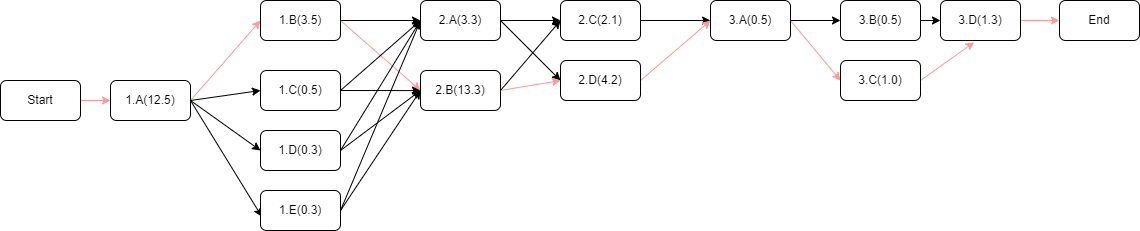 Start
1.A(12.5)
1.B(3.5)
1.C(0.5)
1.D(0.3)
1.E(0.3)
2.A(3.3)
2.B(13.3)
2.C(2.1)
2.D(4.2)
3.A(0.5)
3.B(0.5)
3.C(1.0)
3.D(1.3)
End